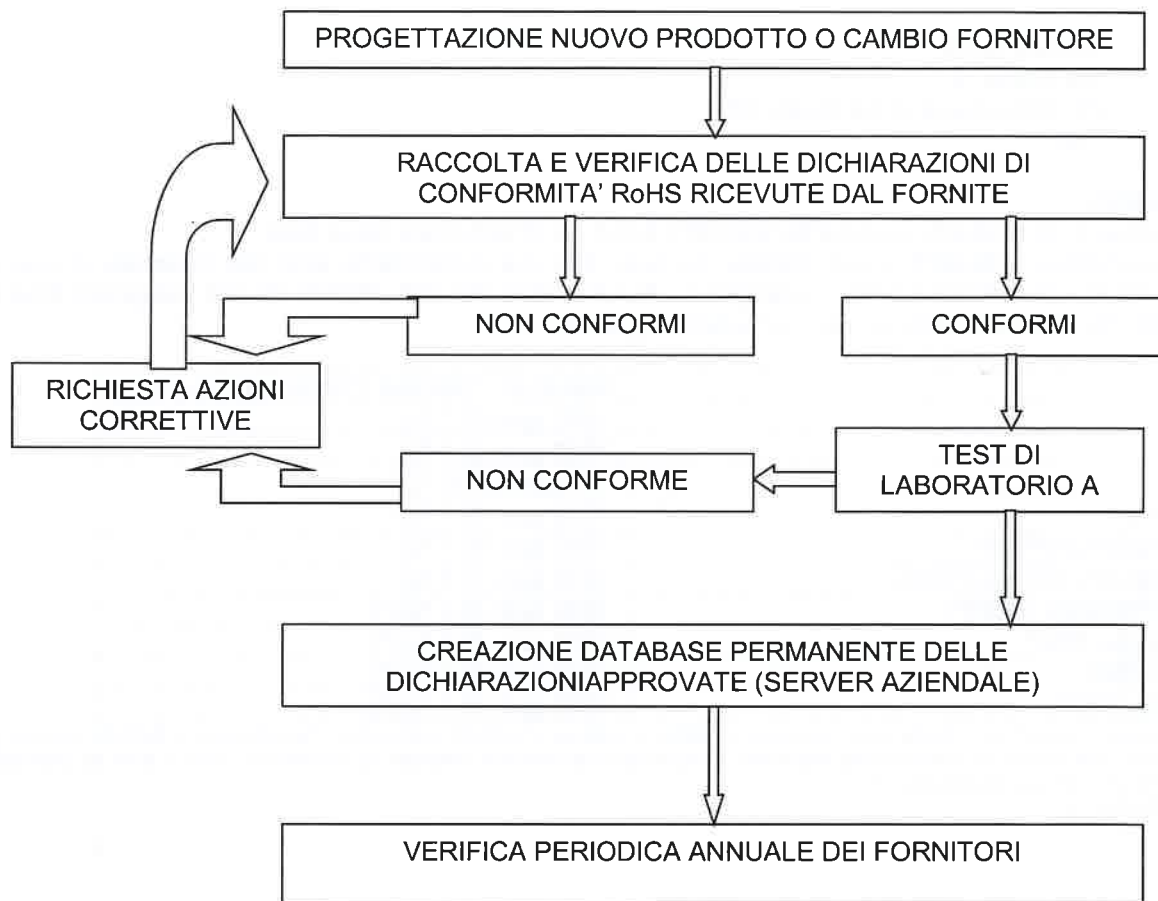 PROGETTAZIONE NUOVO PRODOTTO O CAMBIO FORNITORE
RACCOLTA E VERIFICA DELLE DICHIARAZIONI DI
CONFORMITA' RoHS RICEVUTE DAL FORNITE
NON CONFORMI
CONFORMI
RICHIESTA AZIONI
CORRETTIVE
NON CONFORME
TEST DI
LABORATORIO A
CREAZIONE DATABASE PERMANENTE DELLE
DICHIARAZIONIAPPROVATE (SERVER AZIENDALE)
VERIFICA PERIODICA ANNUALE DEI FORNITORI